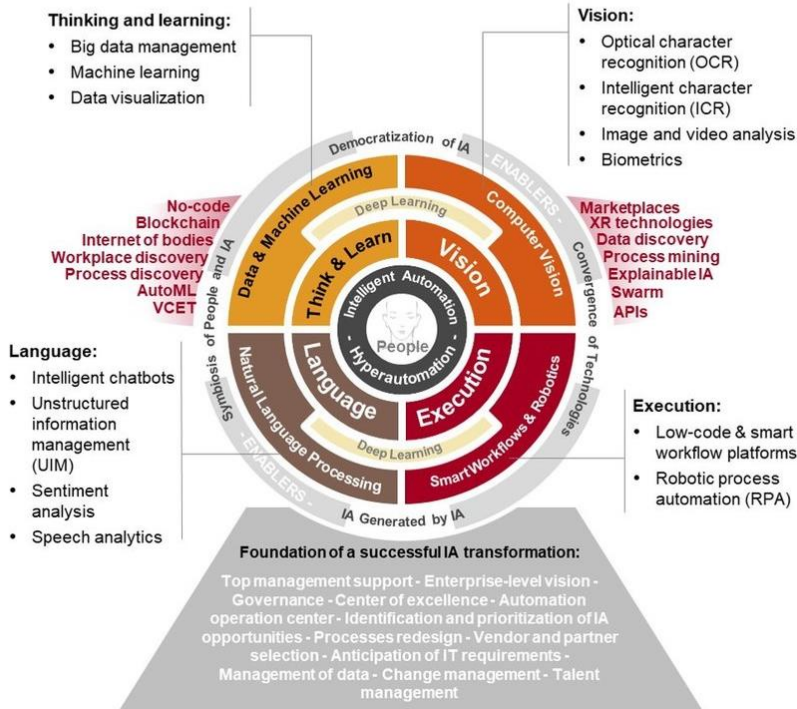 Thinking and learning:
• Big data management
• Machine learning
• Data visualization
Vision:
• Optical character
recognition (OCR)
• Intelligent character
recognition (ICR)
• Image and video analysis
• Biometrics
Democratization of IA
- ENABLERS -
Convergence of Technologies
Symbiosis of People and IA
No-code
Blockchain
Internet of bodies
Workplace discovery
Process discovery
AutoML
VCET
Marketplaces
XR technologies
Data discovery
Process mining
Explainable IA
Swarm
APIs
Data & Machine Learning
Computer Vision
Deep Learning
Think & Learn
Vision
Intelligent Automation
People
- Hyperautomation -
Language
Execution
Deep Learning
Natural Language Processing
Smart Workflows & Robotics
- ENABLERS -
IA Generated by IA
Language:
• Intelligent chatbots
• Unstructured
information
management
(UIM)
• Sentiment
analysis
• Speech analytics
Execution:
• Low-code & smart
workflow platforms
• Robotic process
automation (RPA)
Foundation of a successful IA transformation:
Top management support - Enterprise-level vision -
Governance - Center of excellence - Automation
operation center - Identification and prioritization of IA
opportunities - Processes redesign - Vendor and partner
selection - Anticipation of IT requirements -
Management of data - Change management - Talent
management